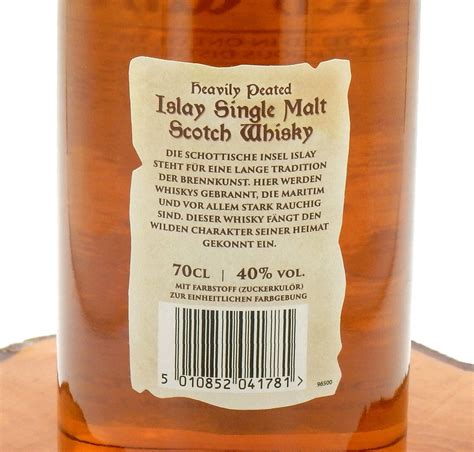 Heavily Peated
Islay Single Malt
Scotch Whisky
DIE SCHOTTISCHE INSEL ISLAY
STEHT FÜR EINE LANGE TRADITION
DER BRENNKUNST. HIER WERDEN
WHISKYS GEBRANNT, DIE MARITIM
UND VOR ALLEM STARK RAUCHIG
SIND. DIESER WHISKY FÄNGT DEN
WILDEN CHARAKTER SEINER HEIMAT
GEKONNT EIN.
70CL | 40% VOL.
MIT FARBSTOFF (ZUCKERKULÖR)
ZUR EINHEITLICHEN FARBGEBUNG
5 010852 041781 >
96500